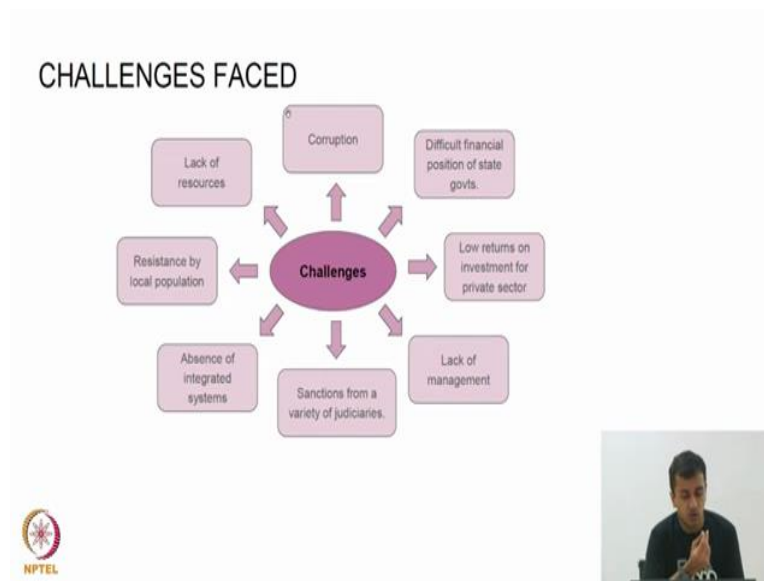 CHALLENGES FACED
Corruption
Difficult financial
position of state
govts.
Lack of
resources
Low returns on
investment for
private sector
Resistance by
local population
Challenges
Absence of
integrated
systems
Lack of
management
Sanctions from a
variety of judiciaries.
NPTEL